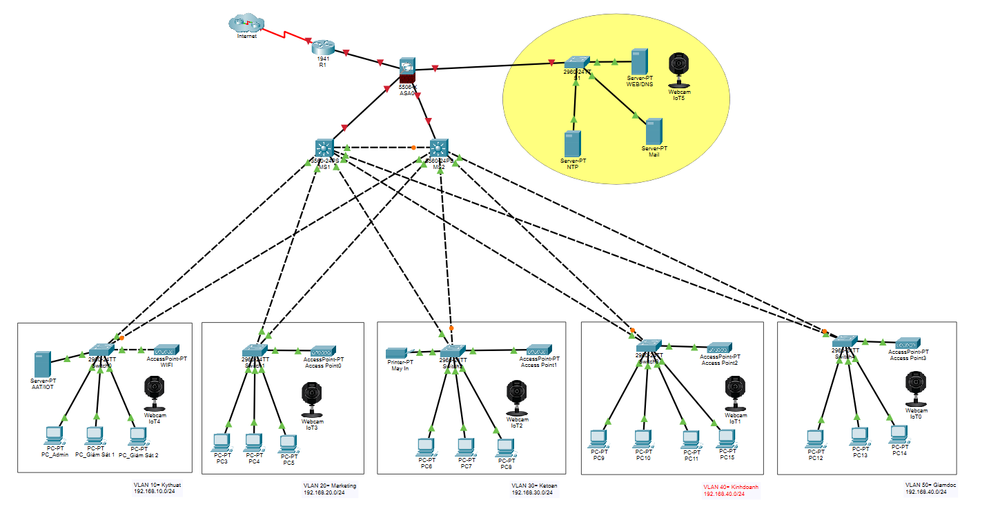 Internet
1941
R1
5506-X
ASA0
2960-24TT
S1
Server-PT
WEB/DNS
Webcam
IoT5
Server-PT
NTP
Server-PT
Mail
3560-24PS
MS1
3560-24PS
MS2
2960-24TT
Switch0
AccessPoint-PT
WIFI
Server-PT
AAT/IOT
Webcam
IoT4
PC-PT
PC_Admin
PC-PT
PC_Giám Sát 1
PC-PT
PC_Giám Sát 2
VLAN 10= Kythuat
192.168.10.0/24
2960-24TT
Switch1
AccessPoint-PT
Access Point0
Webcam
IoT3
PC-PT
PC3
PC-PT
PC4
PC-PT
PC5
VLAN 20= Marketing
192.168.20.0/24
Printer-PT
May In
2960-24TT
Switch2
AccessPoint-PT
Access Point1
Webcam
IoT2
PC-PT
PC6
PC-PT
PC7
PC-PT
PC8
VLAN 30= Ketoan
192.168.30.0/24
2960-24TT
Switch3
AccessPoint-PT
Access Point2
Webcam
IoT1
PC-PT
PC9
PC-PT
PC10
PC-PT
PC11
PC-PT
PC15
VLAN 40= Kinhdoanh
192.168.40.0/24
2960-24TT
Switch4
AccessPoint-PT
Access Point3
Webcam
IoT0
PC-PT
PC12
PC-PT
PC13
PC-PT
PC14
VLAN 50= Giamdoc
192.168.40.0/24